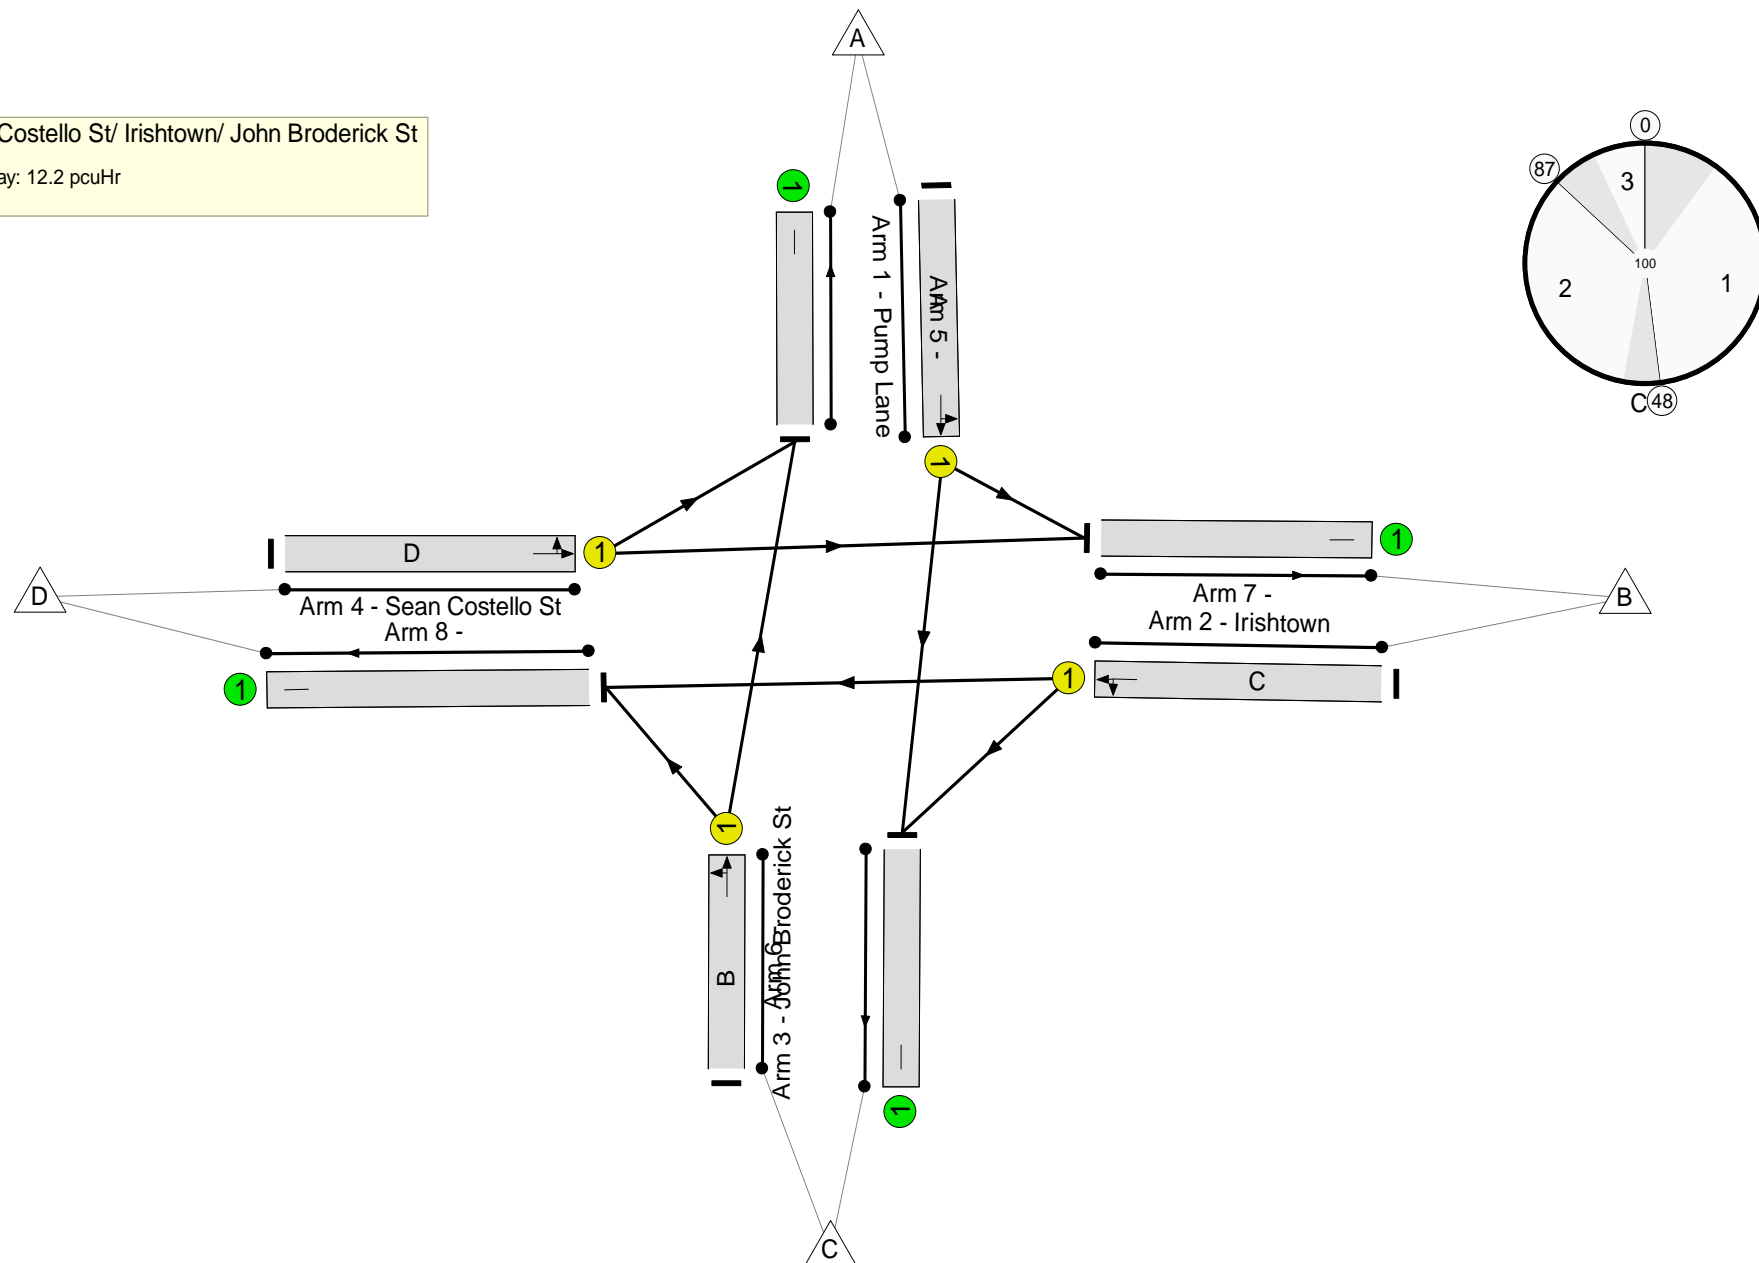 A
Costello St/ Irishtown/ John Broderick St
ay: 12.2 pcuHr
0
87
3
100
2
1
C
48
1
Arm 1 - Pump Lane
Arm 5 -
1
D
1
1
D
Arm 4 - Sean Costello St
Arm 8 -
Arm 7 -
Arm 2 - Irishtown
B
1
1
C
1
B
Arm 6 -
Arm 3 - John Broderick St
1
C